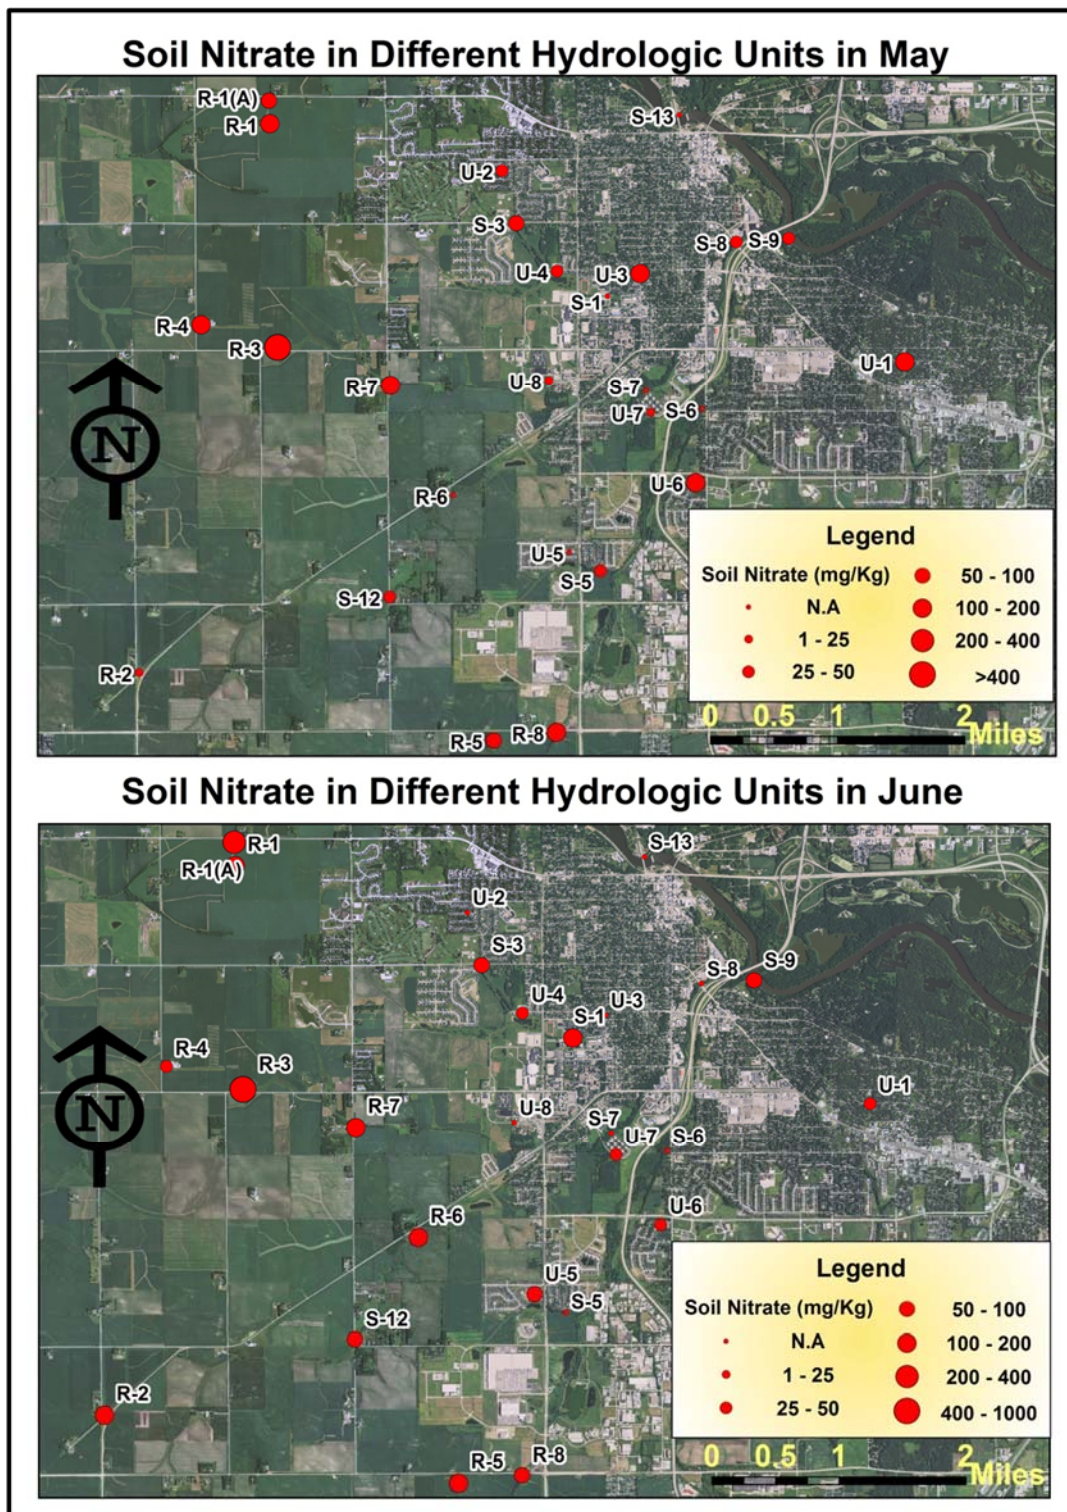 Soil Nitrate in Different Hydrologic Units in May
R-1(A)
R-1
S-13
U-2
S-3
S-8
S-9
U-4
U-3
S-1
R-4
R-3
U-1
R-7
U-8
S-7
U-7
S-6
N
U-6
R-6
U-5
S-5
S-12
R-2
R-5
R-8
Legend
Soil Nitrate (mg/Kg)
50 - 100
N.A
100 - 200
1 - 25
200 - 400
25 - 50
>400
0 0.5 1 2
Miles
Soil Nitrate in Different Hydrologic Units in June
R-1
R-1(A)
S-13
U-2
S-3
S-8
S-9
U-4
U-3
S-1
R-4
R-3
U-1
R-7
U-8
S-7
U-7
S-6
N
U-6
R-6
U-5
S-5
S-12
R-2
R-5
R-8
Legend
Soil Nitrate (mg/Kg)
50 - 100
N.A
100 - 200
1 - 25
200 - 400
25 - 50
400 - 1000
0 0.5 1 2
Miles